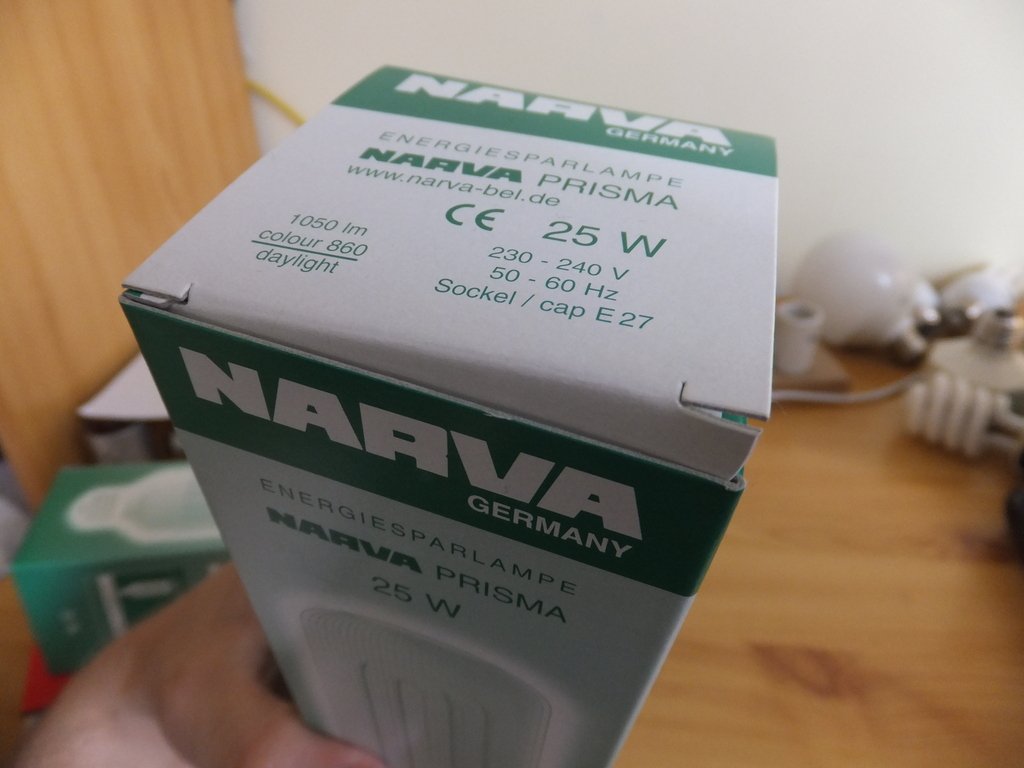 NARVA
GERMANY
ENERGIESPARLAMPE
NARVA PRISMA
www.narva-bel.de
CE 25 W
1050 lm
colour 860
daylight
230 - 240 V
50 - 60 Hz
Sockel / cap E 27
NARVA
GERMANY
ENERGIESPARLAMPE
NARVA PRISMA
25 W